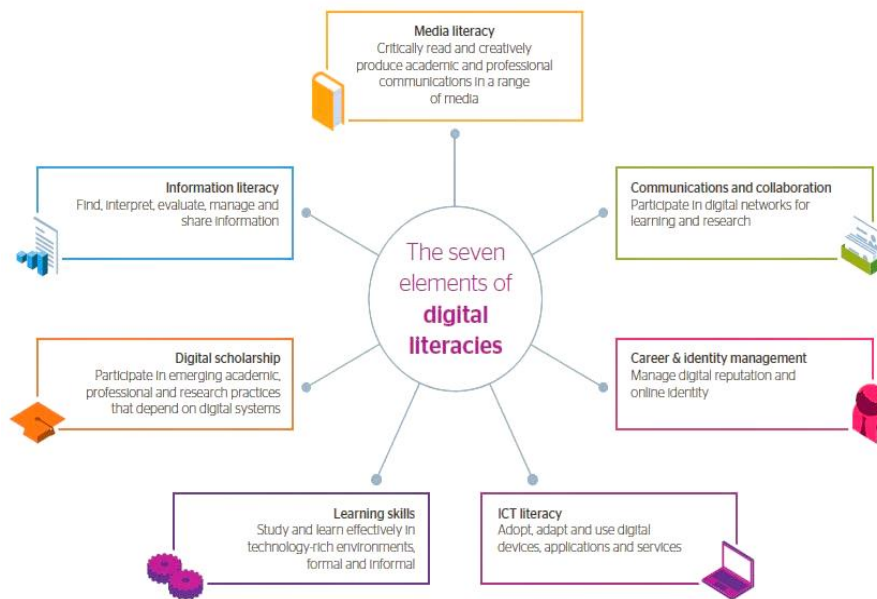 Media literacy
Critically read and creatively
produce academic and professional
communications in a range
of media
Information literacy
Find, interpret, evaluate, manage and
share information
Communications and collaboration
Participate in digital networks for
learning and research
The seven
elements of
digital
literacies
Digital scholarship
Participate in emerging academic,
professional and research practices
that depend on digital systems
Career & identity management
Manage digital reputation and
online identity
Learning skills
Study and learn effectively in
technology-rich environments,
formal and informal
ICT literacy
Adopt, adapt and use digital
devices, applications and services